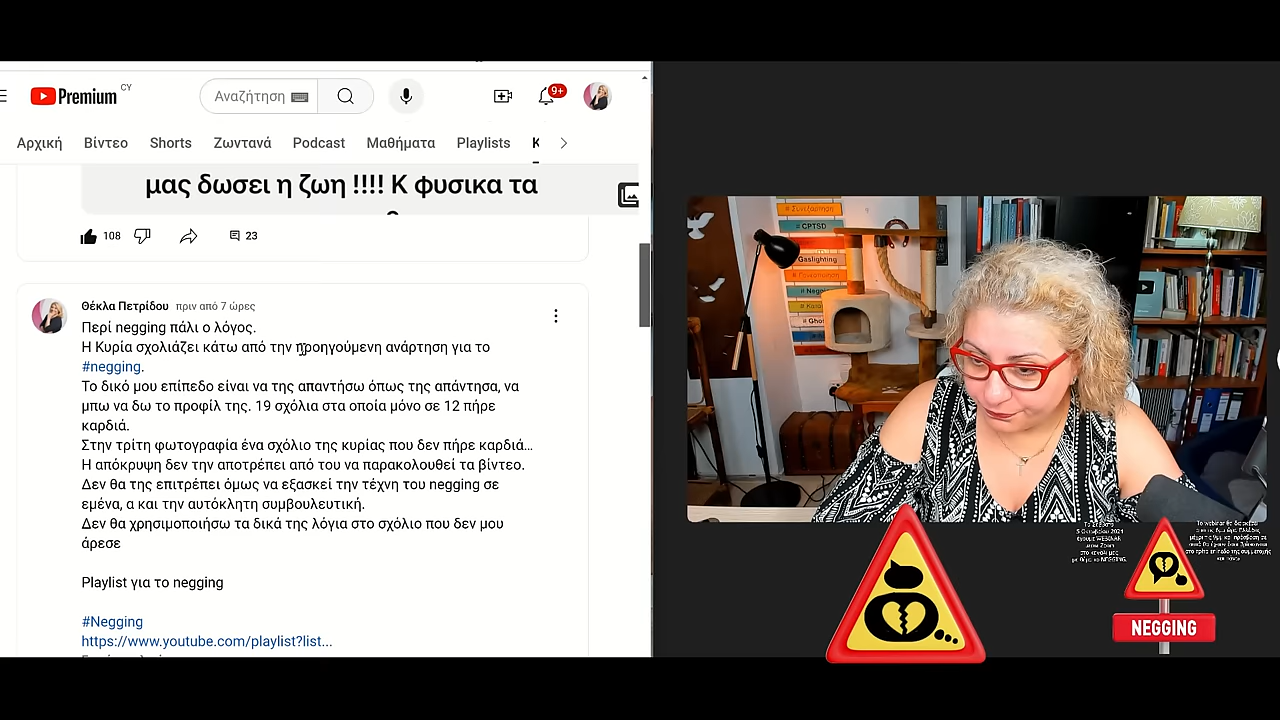 Premium CY
Αναζήτηση
9+
Αρχική Βίντεο Shorts Ζωντανά Podcast Μαθήματα Playlists Κ
μας δωσει η ζωη !!!! Κ φυσικα τα
108 23
Θέκλα Πετρίδου πριν από 7 ώρες
Περί negging πάλι ο λόγος.
Η Κυρία σχολιάζει κάτω από την προηγούμενη ανάρτηση για το
#negging.
Το δικό μου επίπεδο είναι να της απαντήσω όπως της απάντησα, να
μπω να δω το προφίλ της. 19 σχόλια στα οποία μόνο σε 12 πήρε
καρδιά.
Στην τρίτη φωτογραφία ένα σχόλιο της κυρίας που δεν πήρε καρδιά...
Η απόκρυψη δεν την αποτρέπει από του να παρακολουθεί τα βίντεο.
Δεν θα της επιτρέπει όμως να εξασκεί την τέχνη του negging σε
εμένα, α και την αυτόκλητη συμβουλευτική.
Δεν θα χρησιμοποιήσω τα δικά της λόγια στο σχόλιο που δεν μου
άρεσε
Playlist για το negging
#Negging
https://www.youtube.com/playlist?list...
# Συνεξάρτηση
# CPTSD
Gaslighting
NEGGING